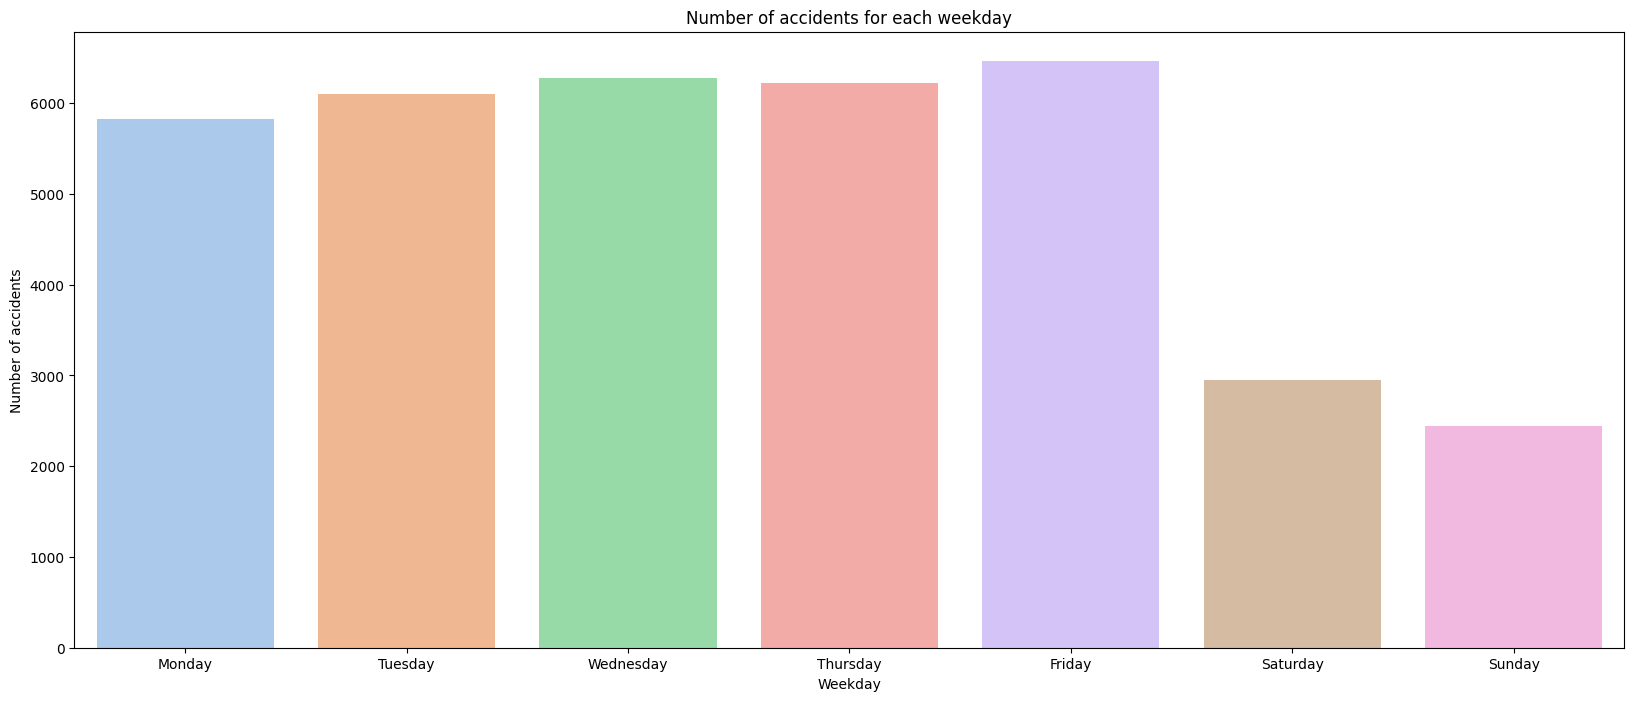 Number of accidents for each weekday
Number of accidents
6000
5000
4000
3000
2000
1000
0
Monday Tuesday Wednesday Thursday Friday Saturday Sunday
Weekday